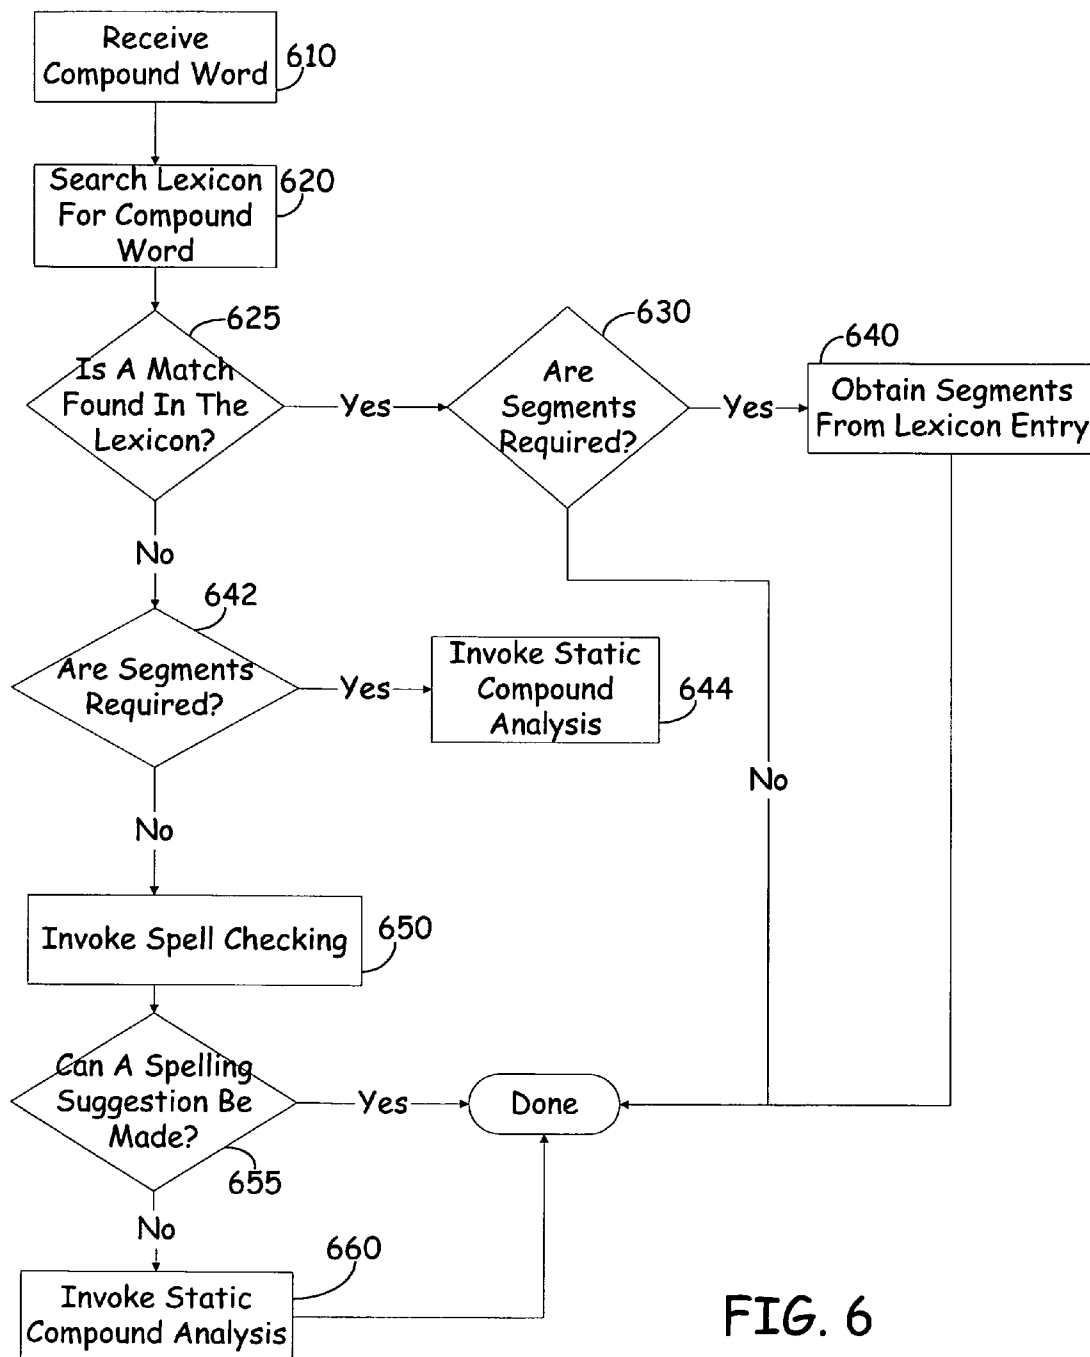 Receive
Compound Word
610
Search Lexicon
For Compound
Word
620
625
Is A Match
Found In The
Lexicon?
Yes
630
Are
Segments
Required?
Yes
640
Obtain Segments
From Lexicon Entry
No
642
Are Segments
Required?
Yes
Invoke Static
Compound
Analysis
644
No
No
Invoke Spell Checking
650
Can A Spelling
Suggestion Be
Made?
655
Yes
Done
No
660
Invoke Static
Compound Analysis
FIG. 6